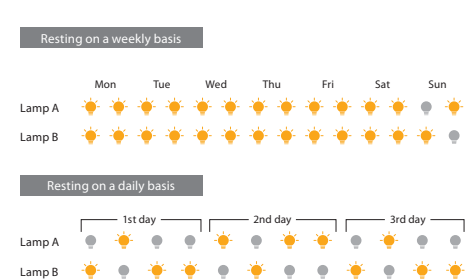 Resting on a weekly basis
Mon Tue Wed Thu Fri Sat Sun
Lamp A
Lamp B
Resting on a daily basis
1st day 2nd day 3rd day
Lamp A
Lamp B